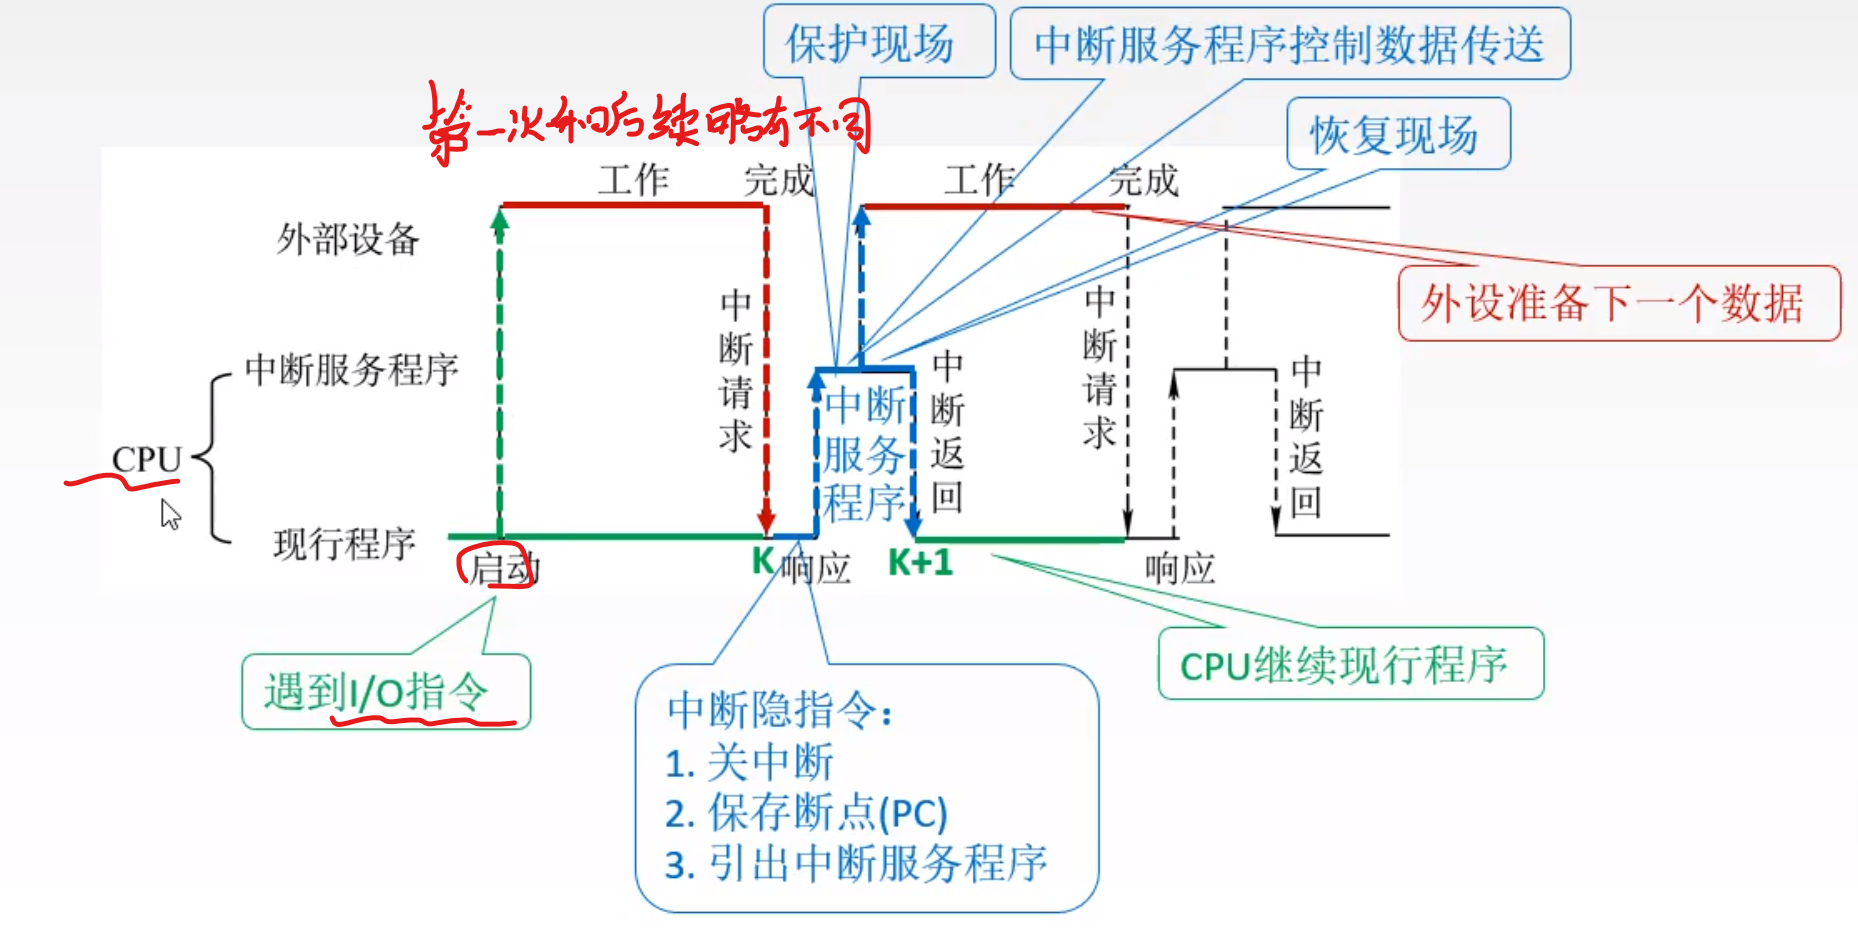 保护现场
中断服务程序控制数据传送
第一次和后续略有不同
恢复现场
工作
完成
工作
完成
外部设备
外设准备下一个数据
中断请求
中断请求
中断服务程序
中断服务程序
中断返回
中断返回
CPU
现行程序
启动
K
响应
K+1
响应
遇到I/O指令
CPU继续现行程序
中断隐指令：
1. 关中断
2. 保存断点(PC)
3. 引出中断服务程序